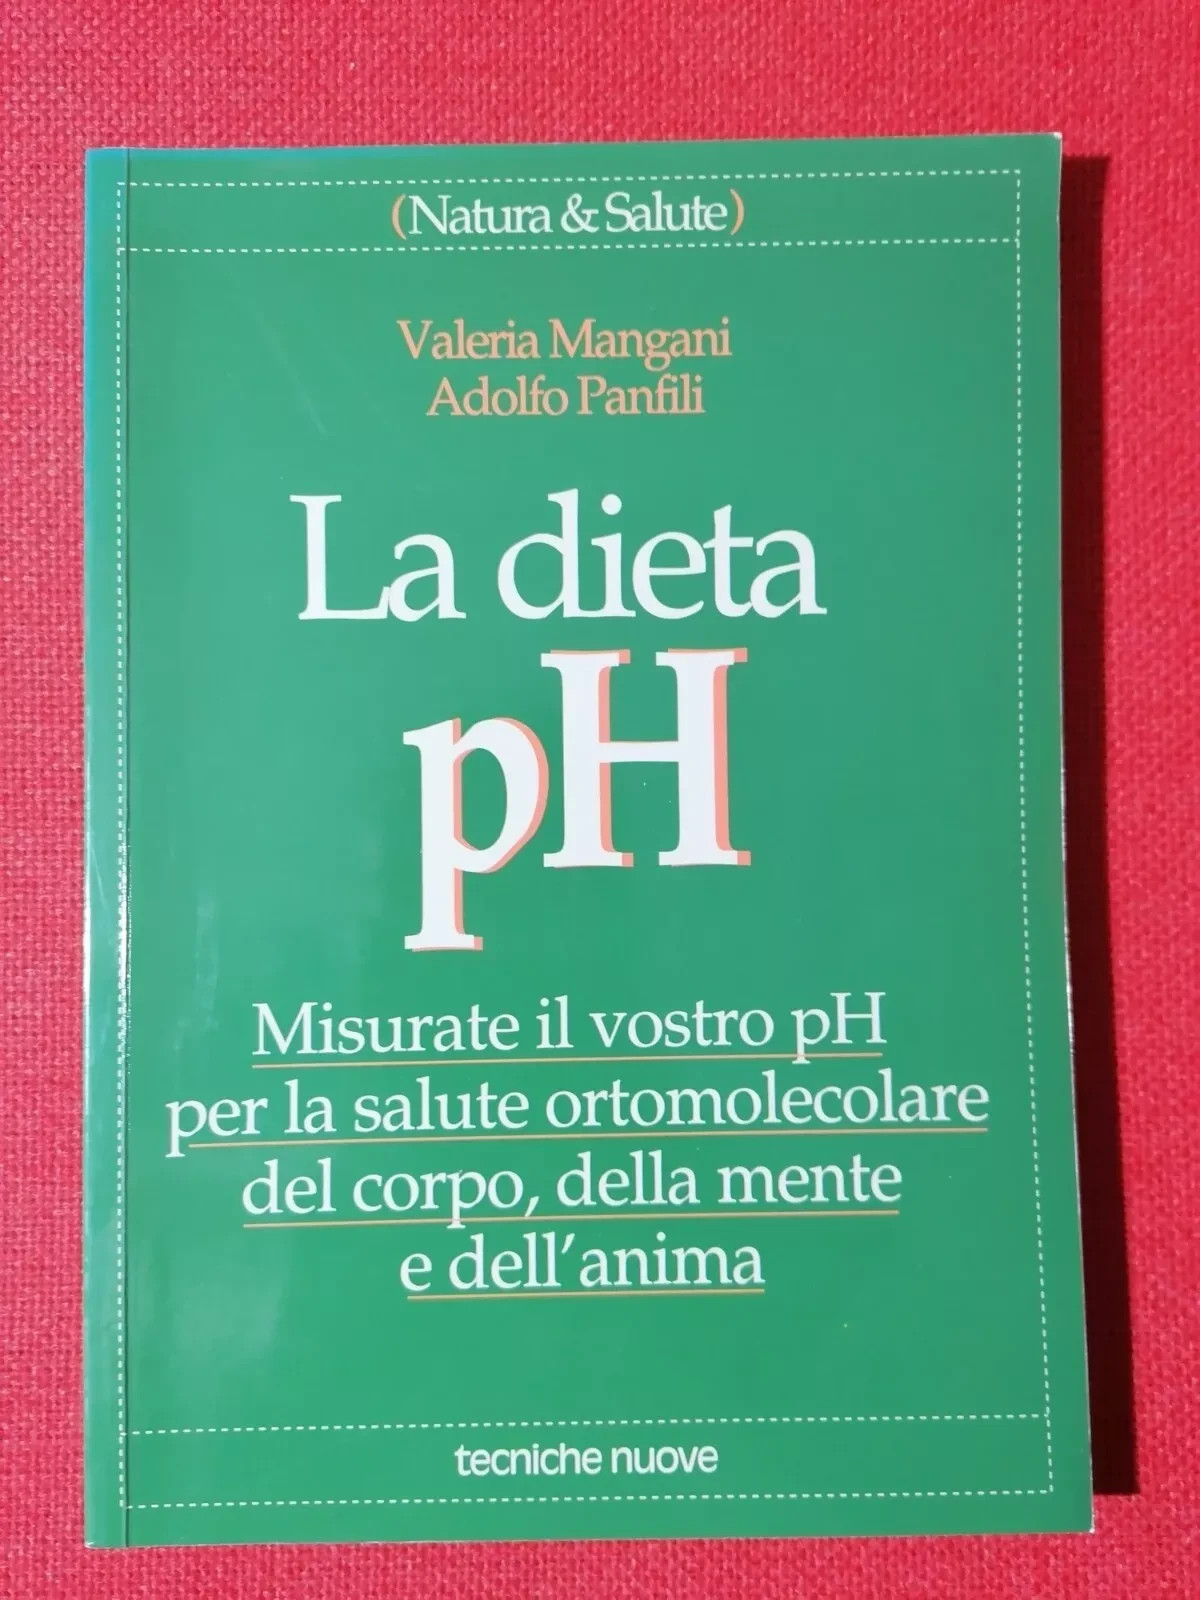 (Natura & Salute)
Valeria Mangani
Adolfo Panfili
La dieta
pH
Misurate il vostro pH
per la salute ortomolecolare
del corpo, della mente
e dell'anima
tecniche nuove